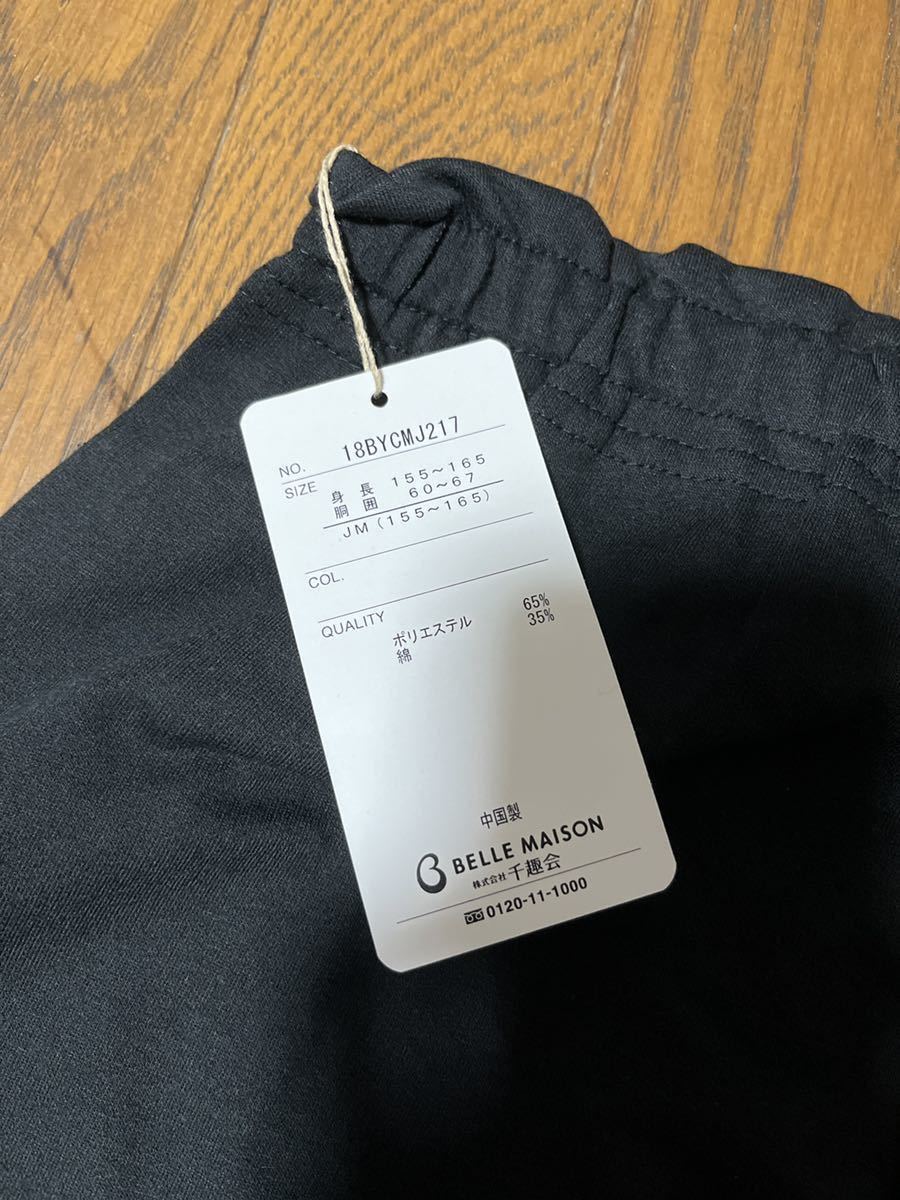 NO. 18BYCMJ217
SIZE 身長 155～165
胴囲 60～67
JM(155～165)
COL.
QUALITY
ポリエステル 65%
綿 35%
中国製
BELLE MAISON
株式会社 千趣会
0120-11-1000